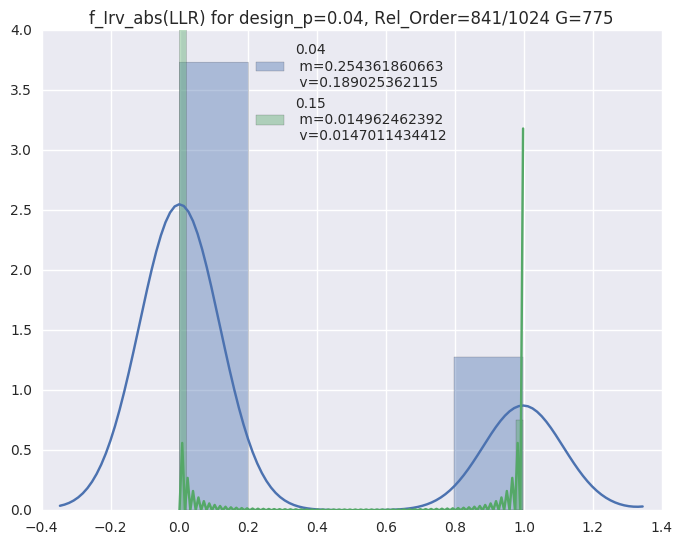 f_Irv_abs(LLR) for design_p=0.04, Rel_Order=841/1024 G=775
4.0
3.5
3.0
2.5
2.0
1.5
1.0
0.5
0.0
0.04
m=0.254361860663
v=0.189025362115
0.15
m=0.014962462392
v=0.0147011434412
−0.4 −0.2 0.0 0.2 0.4 0.6 0.8 1.0 1.2 1.4